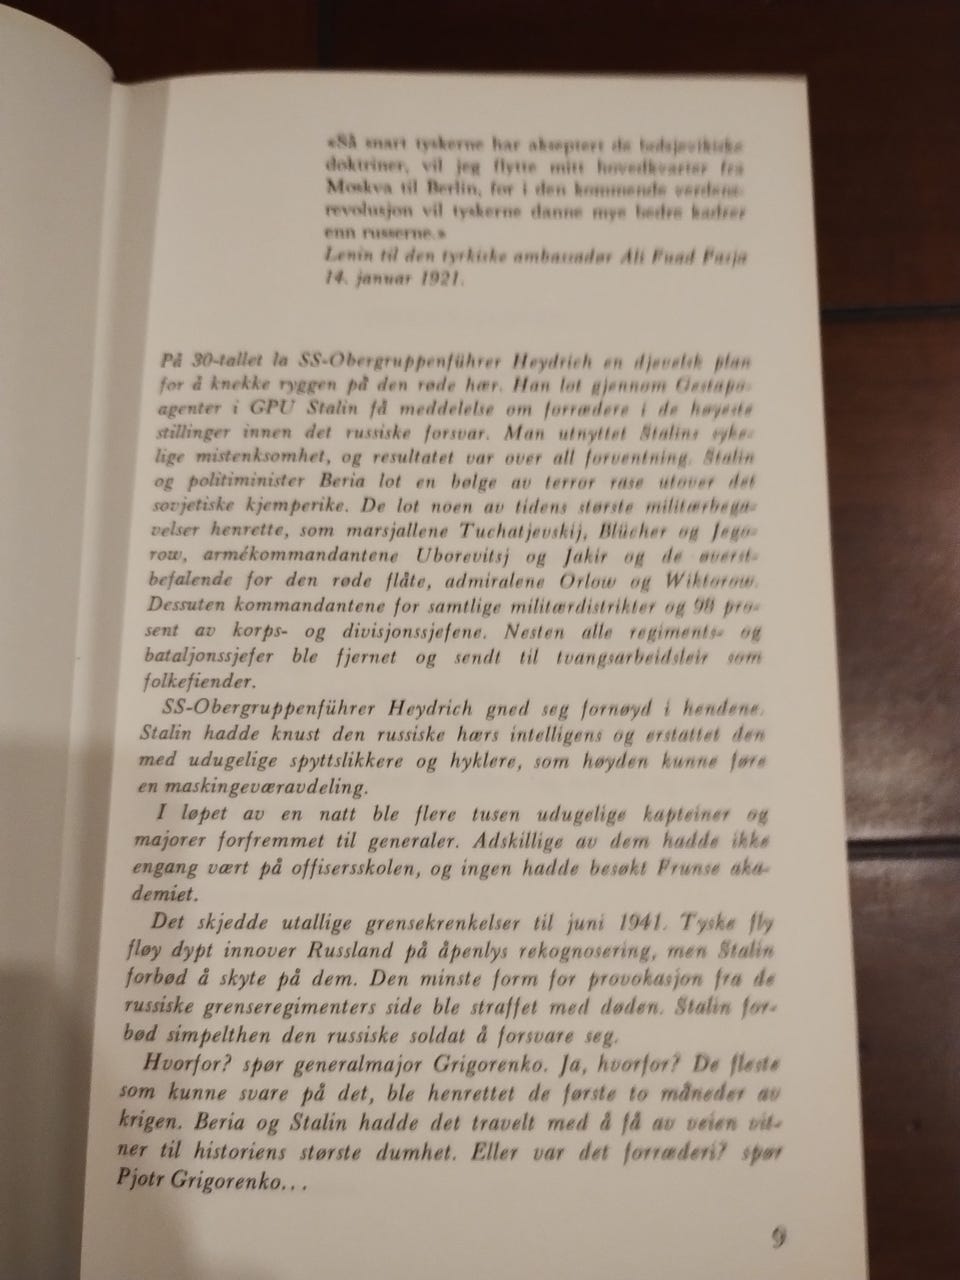 «Så snart tyskerne har akseptert de bolsjevikiske
doktriner, vil jeg flytte mitt hovedkvarter fra
Moskva til Berlin, for i den kommende verdens-
revolusjon vil tyskerne danne mye bedre kadrer
enn russerne.»
Lenin til den tyrkiske ambassadør Ali Fuad Pasja
14. januar 1921.
På 30-tallet la SS-Obergruppenführer Heydrich en djevelsk plan
for å knekke ryggen på den røde hær. Han lot gjennom Gestapo-
agenter i GPU Stalin få meddelelse om forrædere i de høyeste
stillinger innen det russiske forsvar. Man utnyttet Stalins syke-
lige mistenksomhet, og resultatet var over all forventning. Stalin
og politiminister Beria lot en bølge av terror rase utover det
sovjetiske kjemperike. De lot noen av tidens største militærbega-
velser henrette, som marsjallene Tuchatjevskij, Blücher og Jego-
row, armékommandantene Uborevitsj og Jakir og de øverst-
befalende for den røde flåte, admiralene Orlow og Wiktorow.
Dessuten kommandantene for samtlige militærdistrikter og 90 pro-
sent av korps- og divisjonssjefene. Nesten alle regiments- og
bataljonssjefer ble fjernet og sendt til tvangsarbeidsleir som
folkefiender.
SS-Obergruppenführer Heydrich gned seg fornøyd i hendene.
Stalin hadde knust den russiske hærs intelligens og erstattet den
med udugelige spyttslikkere og hyklere, som høyden kunne føre
en maskingeværavdeling.
I løpet av en natt ble flere tusen udugelige kapteiner og
majorer forfremmet til generaler. Adskillige av dem hadde ikke
engang vært på offisersskolen, og ingen hadde besøkt Frunse aka-
demiet.
Det skjedde utallige grensekrenkelser til juni 1941. Tyske fly
fløy dypt innover Russland på åpenlys rekognosering, men Stalin
forbød å skyte på dem. Den minste form for provokasjon fra de
russiske grenseregimenters side ble straffet med døden. Stalin for-
bød simpelthen den russiske soldat å forsvare seg.
Hvorfor? spør generalmajor Grigorenko. Ja, hvorfor? De fleste
som kunne svare på det, ble henrettet de første to måneder av
krigen. Beria og Stalin hadde det travelt med å få av veien vit-
ner til historiens største dumhet. Eller var det forræderi? spør
Pjotr Grigorenko...
9